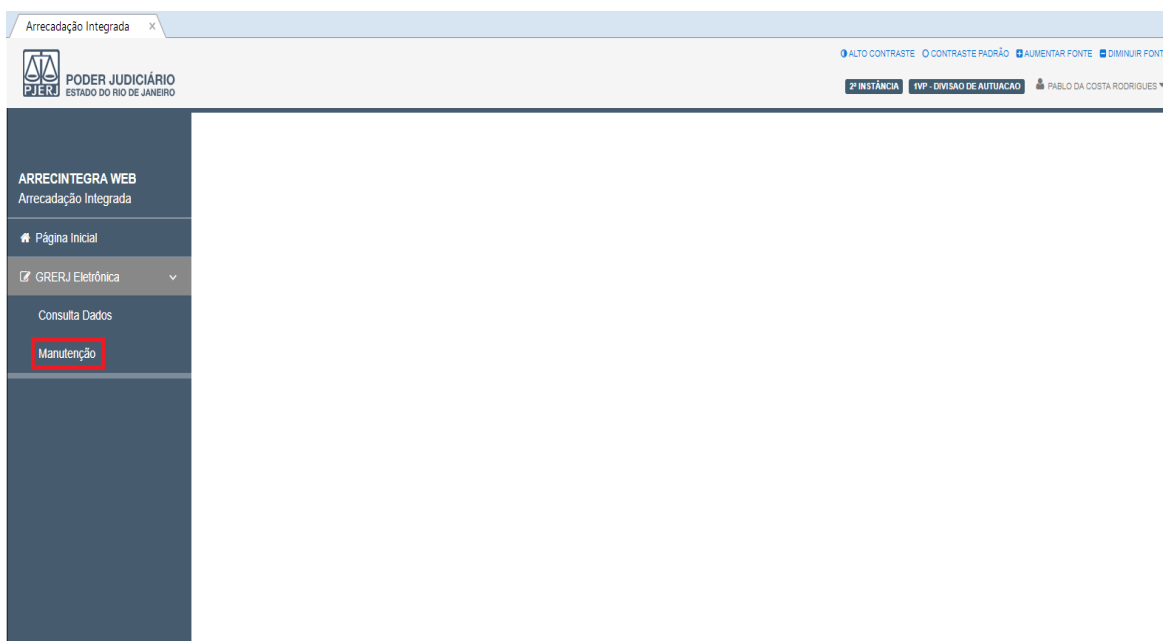 Arrecadação Integrada x
ALTO CONTRASTE CONTRASTE PADRÃO AUMENTAR FONTE DIMINUIR FONT
PJERJ
PODER JUDICIÁRIO
ESTADO DO RIO DE JANEIRO
2ª INSTÂNCIA 1VP - DIVISAO DE AUTUACAO PABLO DA COSTA RODRIGUES
ARRECINTEGRA WEB
Arrecadação Integrada
Página Inicial
GRERJ Eletrônica
Consulta Dados
Manutenção